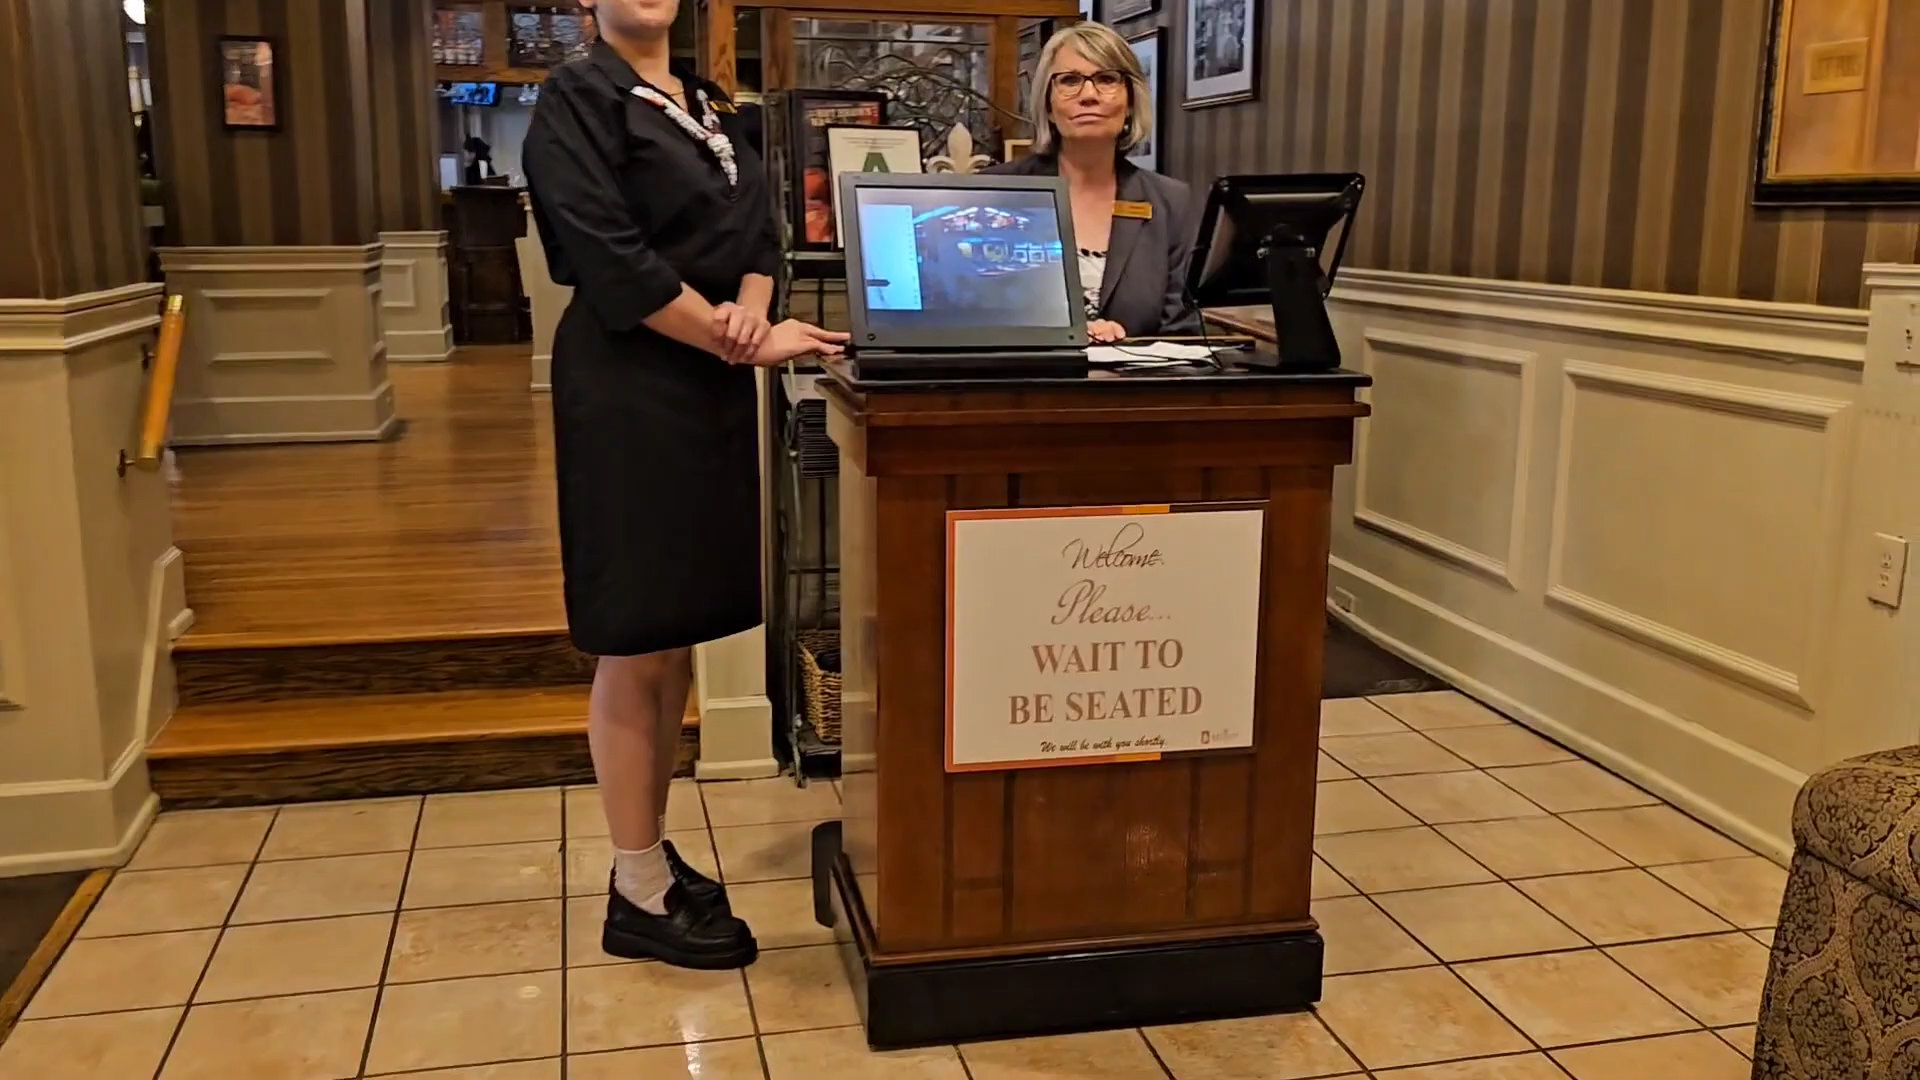 A
Welcome
Please...
WAIT TO
BE SEATED
We will be with you shortly.